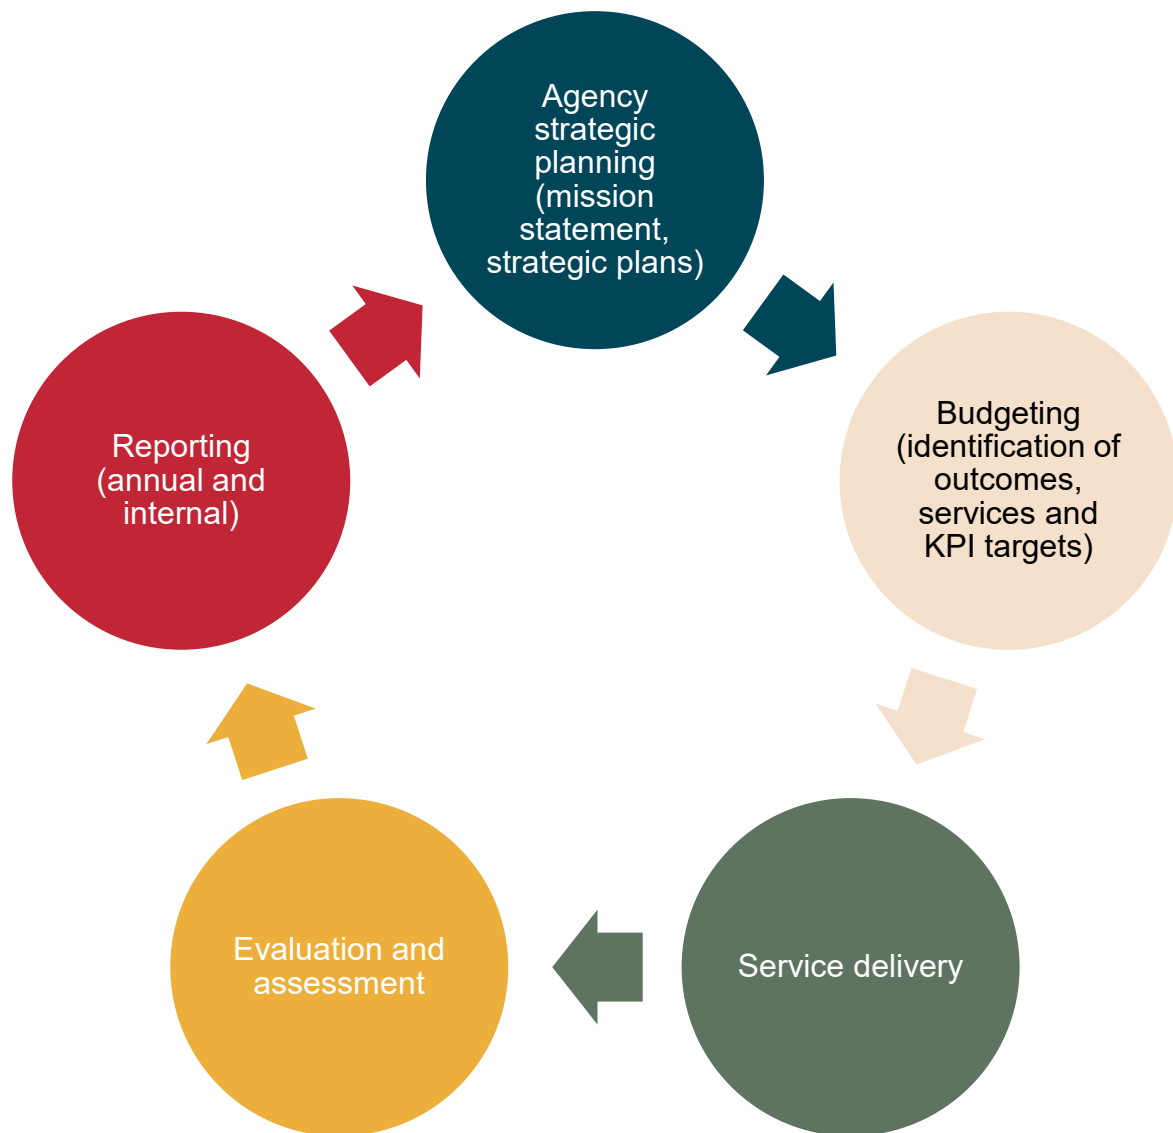 Agency
strategic
planning
(mission
statement,
strategic plans)
Budgeting
(identification of
outcomes,
services and
KPI targets)
Service delivery
Evaluation and
assessment
Reporting
(annual and
internal)